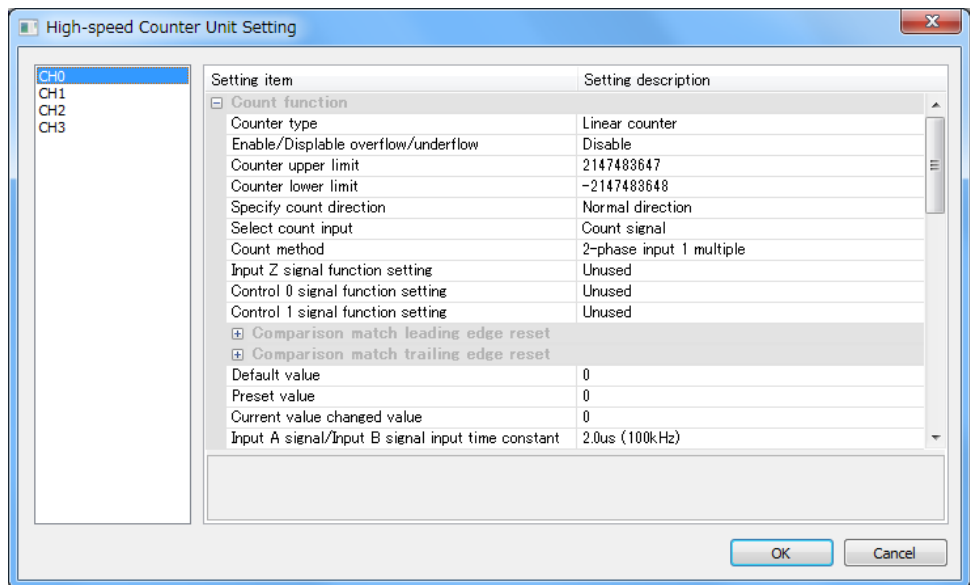 High-speed Counter Unit Setting
CH0
CH1
CH2
CH3
Setting item Setting description
Count function
Counter type Linear counter
Enable/Displable overflow/underflow Disable
Counter upper limit 2147483647
Counter lower limit -2147483648
Specify count direction Normal direction
Select count input Count signal
Count method 2-phase input 1 multiple
Input Z signal function setting Unused
Control 0 signal function setting Unused
Control 1 signal function setting Unused
Comparison match leading edge reset
Comparison match trailing edge reset
Default value 0
Preset value 0
Current value changed value 0
Input A signal/Input B signal input time constant 2.0us (100kHz)
OK Cancel